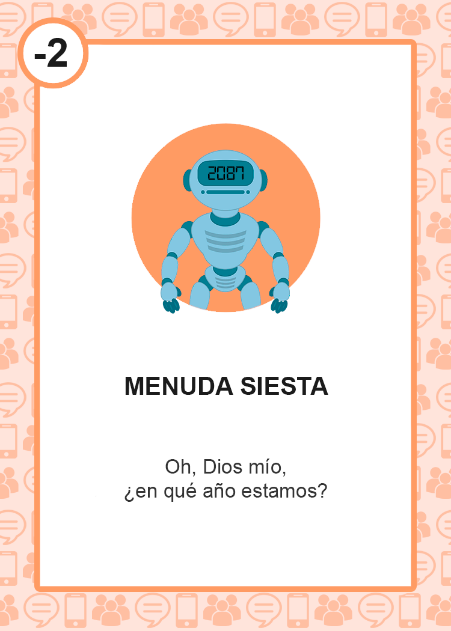 -2
2087
MENUDA SIESTA
Oh, Dios mío,
¿en qué año estamos?